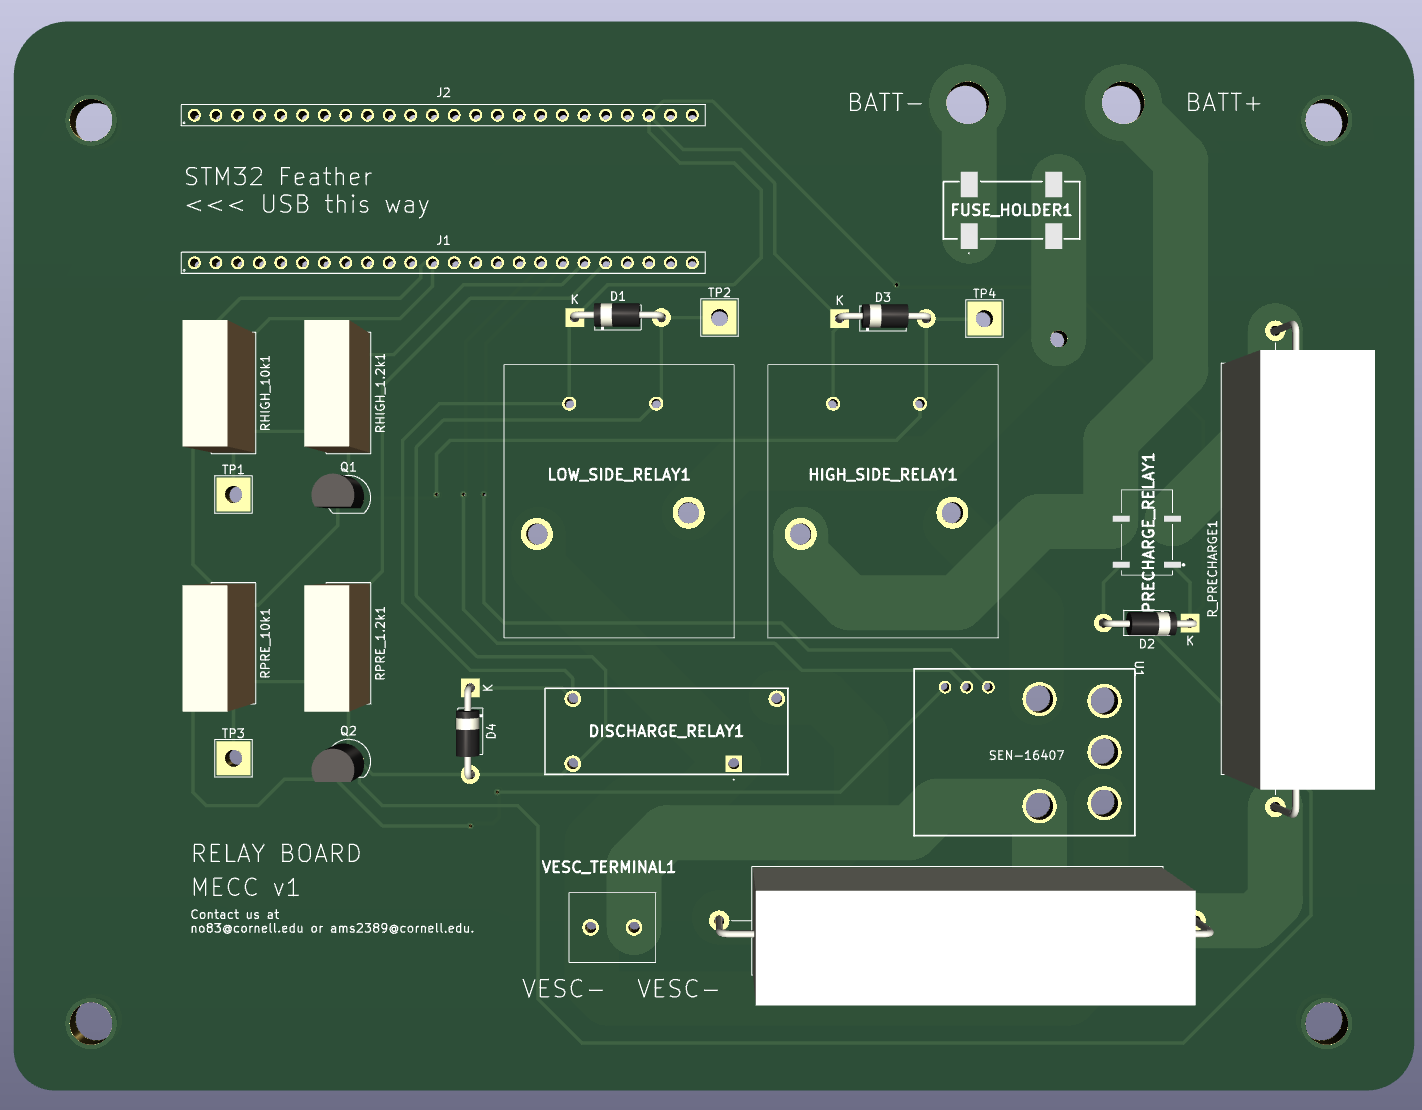 J2
BATT-
BATT+
STM32 Feather
<<< USB this way
FUSE_HOLDER1
J1
K
D1
TP2
K
D3
TP4
RHIGH_10k1
RHIGH_1.2k1
TP1
Q1
LOW_SIDE_RELAY1
HIGH_SIDE_RELAY1
PRECHARGE_RELAY1
R_PRECHARGE1
D2
K
RPRE_10k1
RPRE_1.2k1
K
D4
U1
TP3
Q2
DISCHARGE_RELAY1
SEN-16407
RELAY BOARD
MECC v1
Contact us at
no83@cornell.edu or ams2389@cornell.edu.
VESC_TERMINAL1
VESC-
VESC-